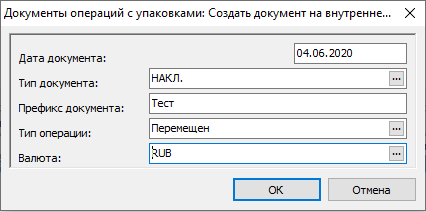 Документы операций с упаковками: Создать документ на внутренне...
Дата документа: 04.06.2020
Тип документа: НАКЛ. ...
Префикс документа: Тест
Тип операции: Перемещен ...
Валюта: RUB ...
ОК Отмена